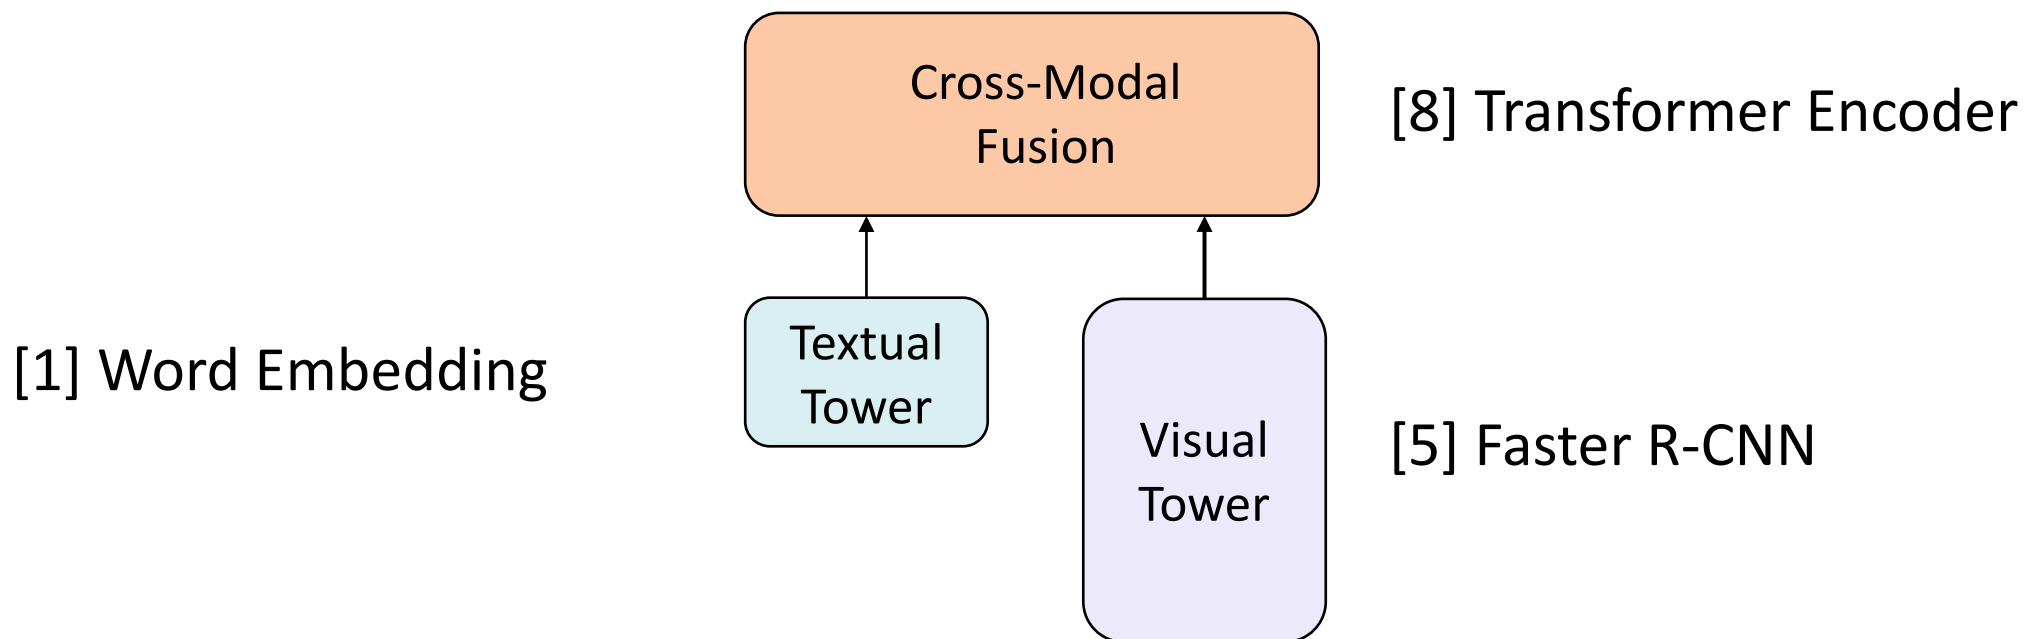 Cross-Modal
Fusion
[8] Transformer Encoder
[1] Word Embedding
Textual
Tower
Visual
Tower
[5] Faster R-CNN